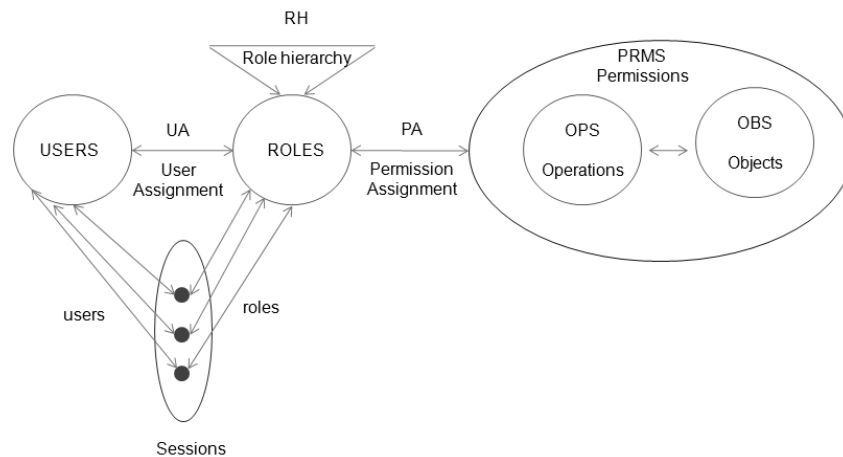 RH
Role hierarchy
PRMS
Permissions
USERS
UA
User
Assignment
ROLES
PA
Permission
Assignment
OPS
Operations
OBS
Objects
users
roles
Sessions